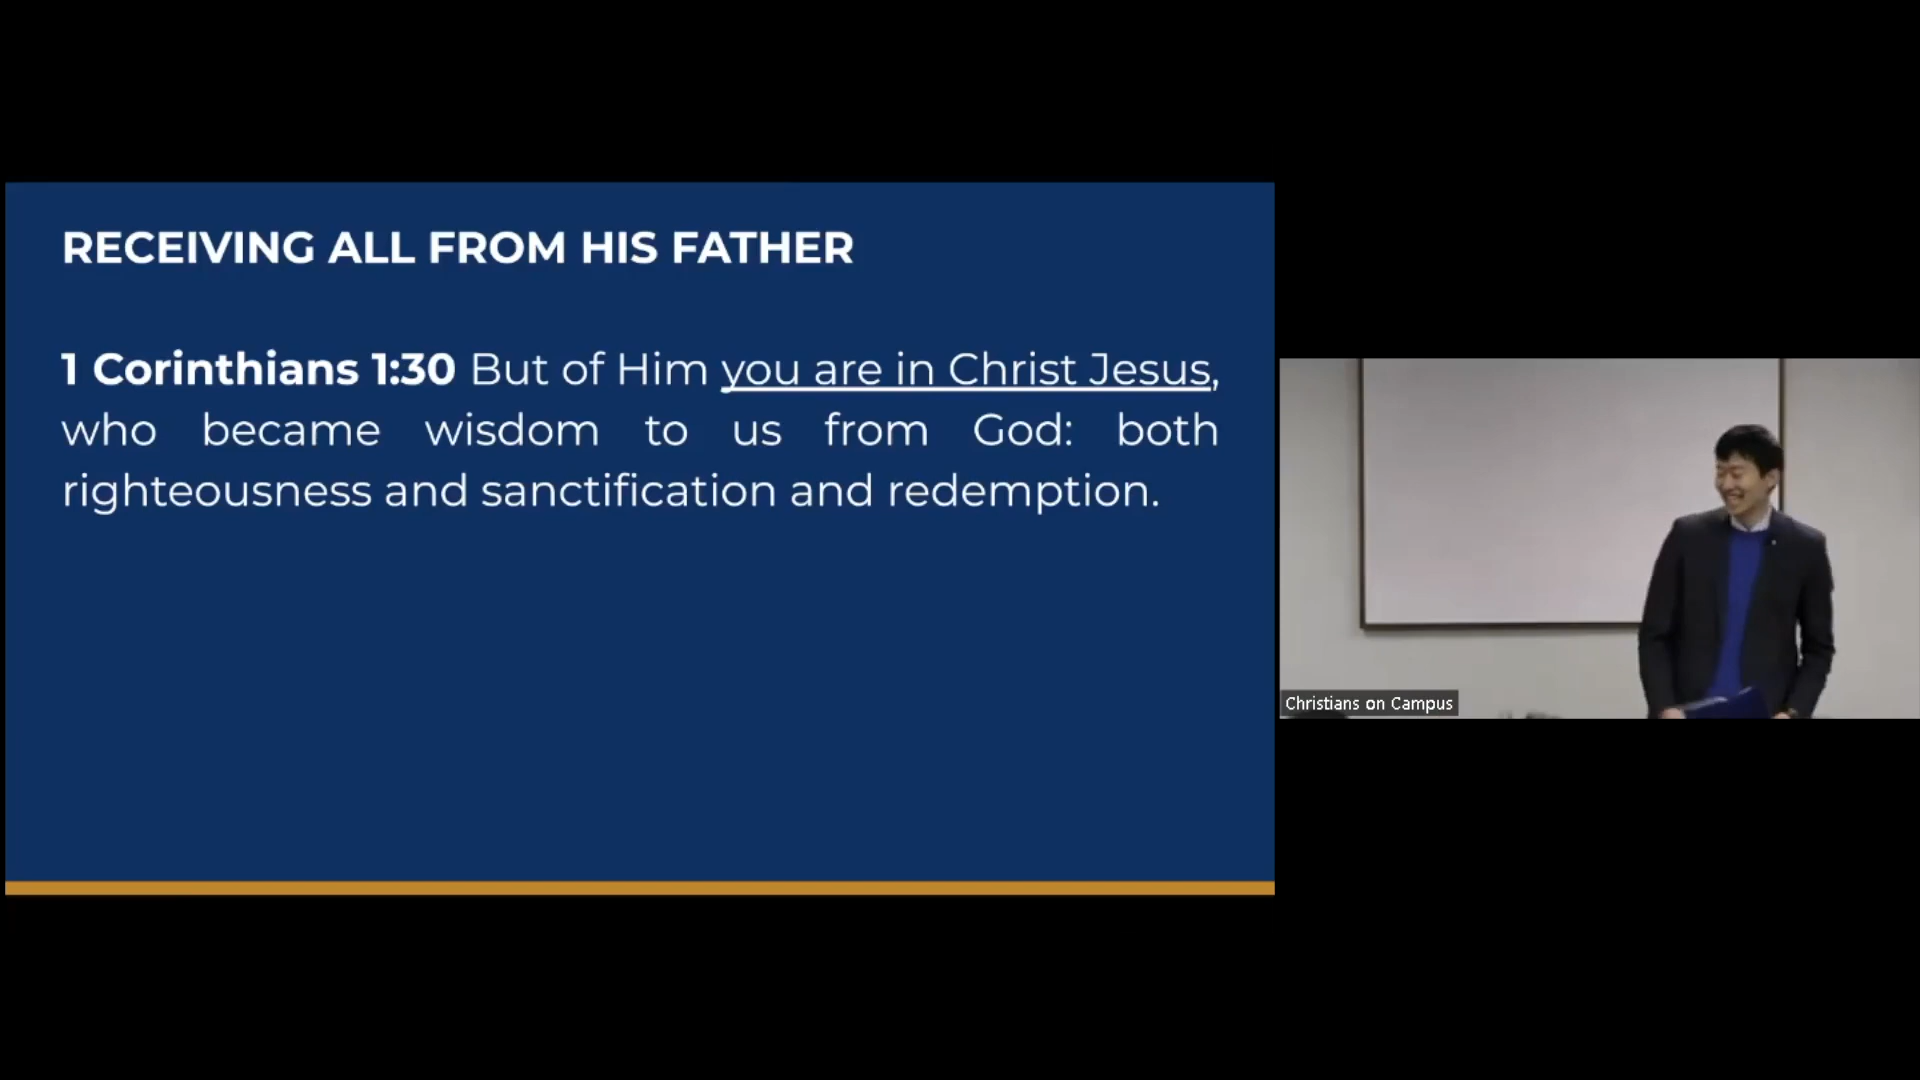 RECEIVING ALL FROM HIS FATHER
1 Corinthians 1:30 But of Him you are in Christ Jesus,
who became wisdom to us from God: both
righteousness and sanctification and redemption.
Christians on Campus